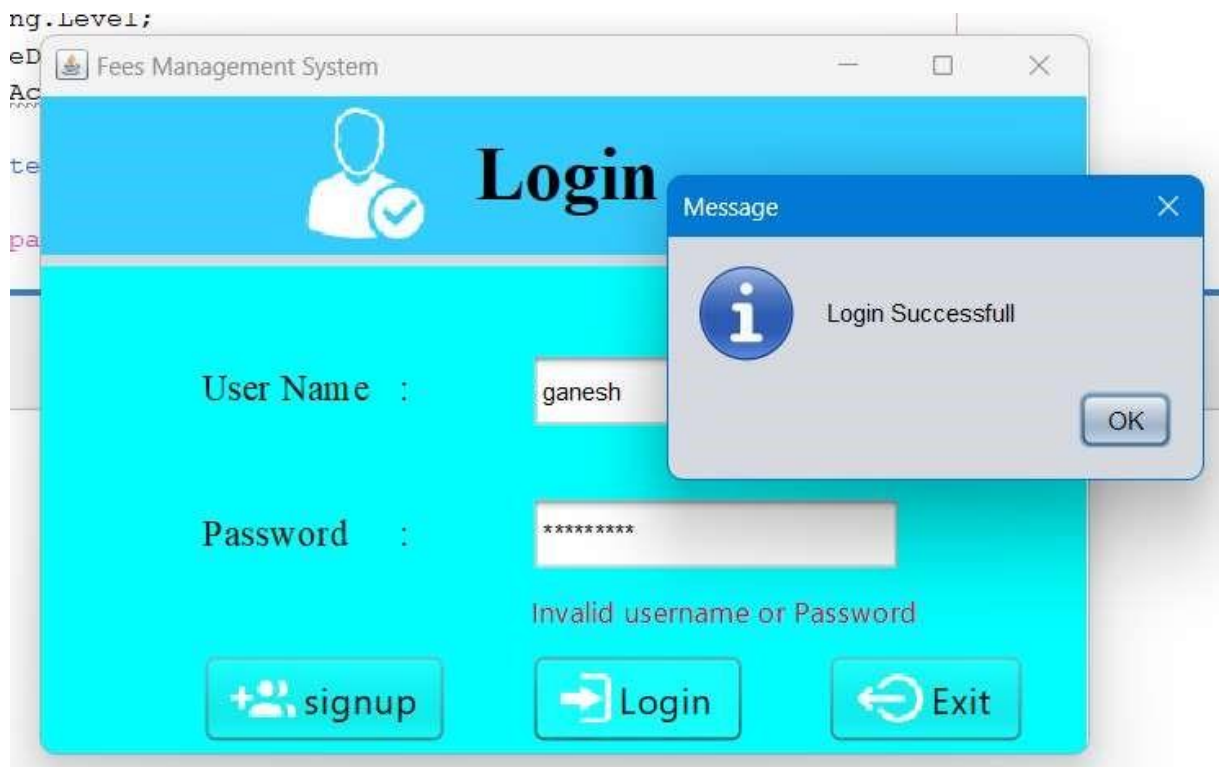 ng.Level;
eD
Ac
te
pa
Fees Management System
Login
Message
Login Successfull
OK
User Name :
ganesh
Password :
*********
Invalid username or Password
signup
Login
Exit